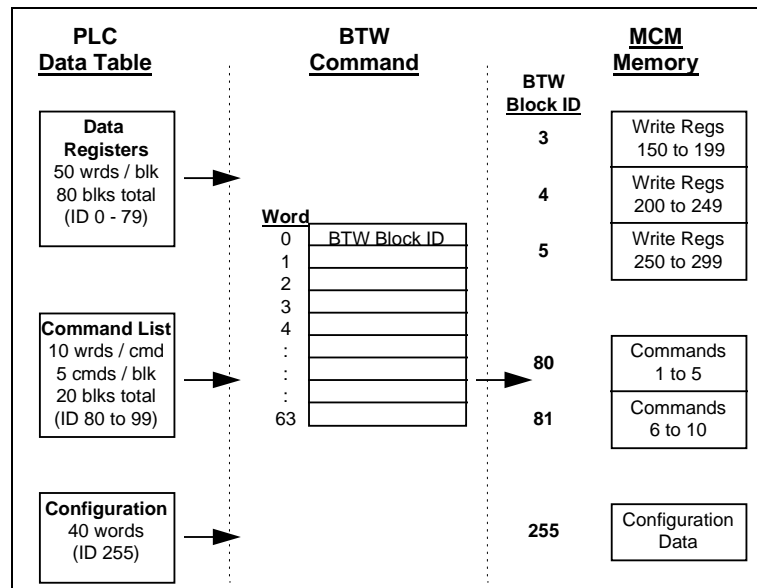 PLC
Data Table
BTW
Command
MCM
Memory
Data
Registers
50 wrds / blk
80 blks total
(ID 0 - 79)
Command List
10 wrds / cmd
5 cmds / blk
20 blks total
(ID 80 to 99)
Configuration
40 words
(ID 255)
Word
0 BTW Block ID
1
2
3
4
:
:
:
63
BTW
Block ID
3
Write Regs
150 to 199
4
Write Regs
200 to 249
5
Write Regs
250 to 299
80
Commands
1 to 5
81
Commands
6 to 10
255
Configuration
Data